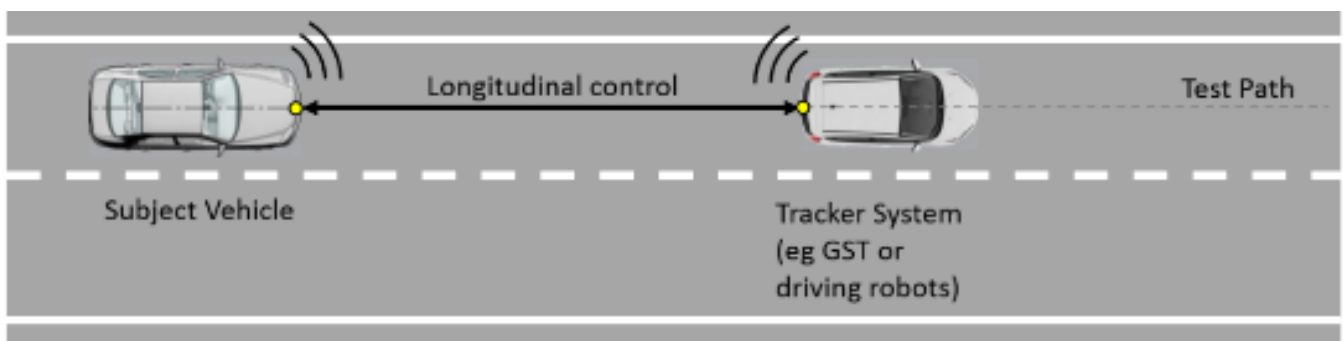 Longitudinal control
Test Path
Subject Vehicle
Tracker System
(eg GST or
driving robots)